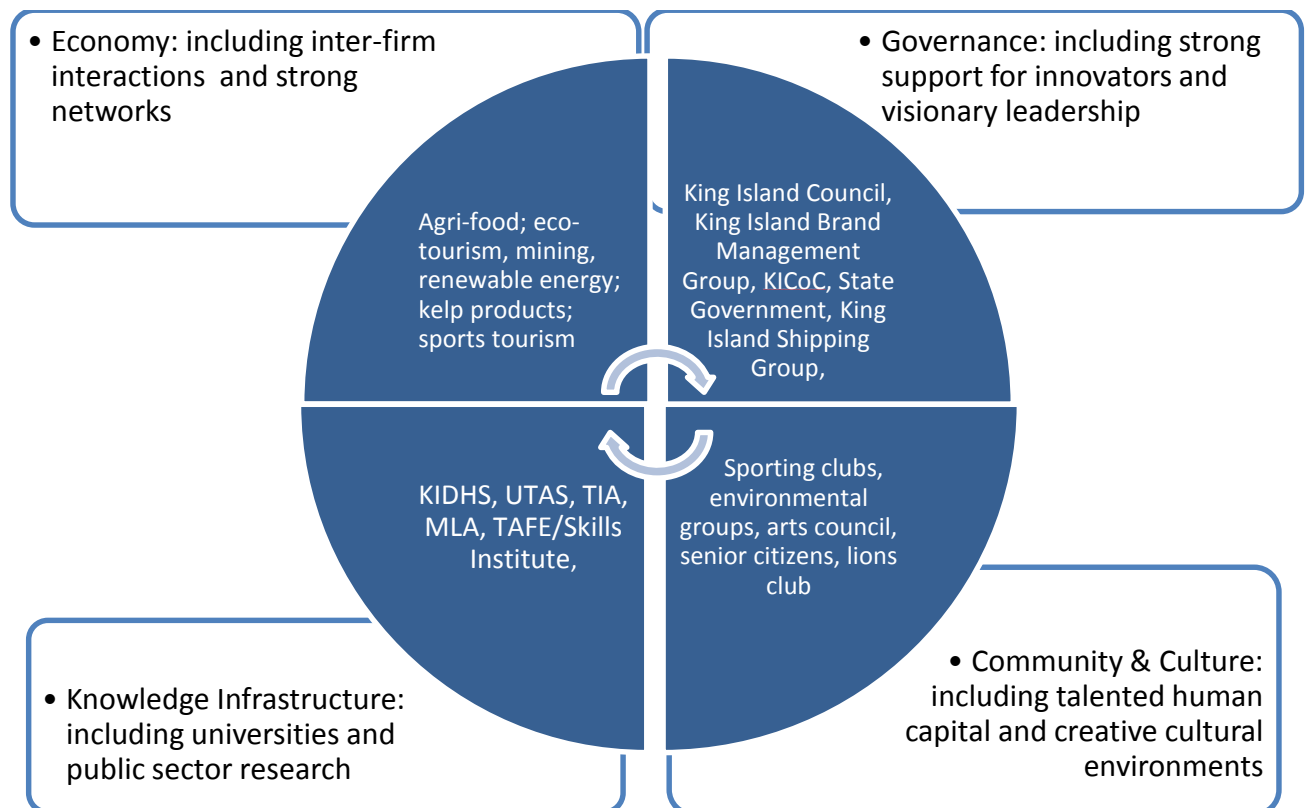 • Economy: including inter-firm
interactions and strong
networks
• Governance: including strong
support for innovators and
visionary leadership
Agri-food; eco-
tourism, mining,
renewable energy;
kelp products;
sports tourism
King Island Council,
King Island Brand
Management
Group, KICoC, State
Government, King
Island Shipping
Group,
KIDHS, UTAS, TIA,
MLA, TAFE/Skills
Institute,
Sporting clubs,
environmental
groups, arts council,
senior citizens, lions
club
• Knowledge Infrastructure:
including universities and
public sector research
• Community & Culture:
including talented human
capital and creative cultural
environments